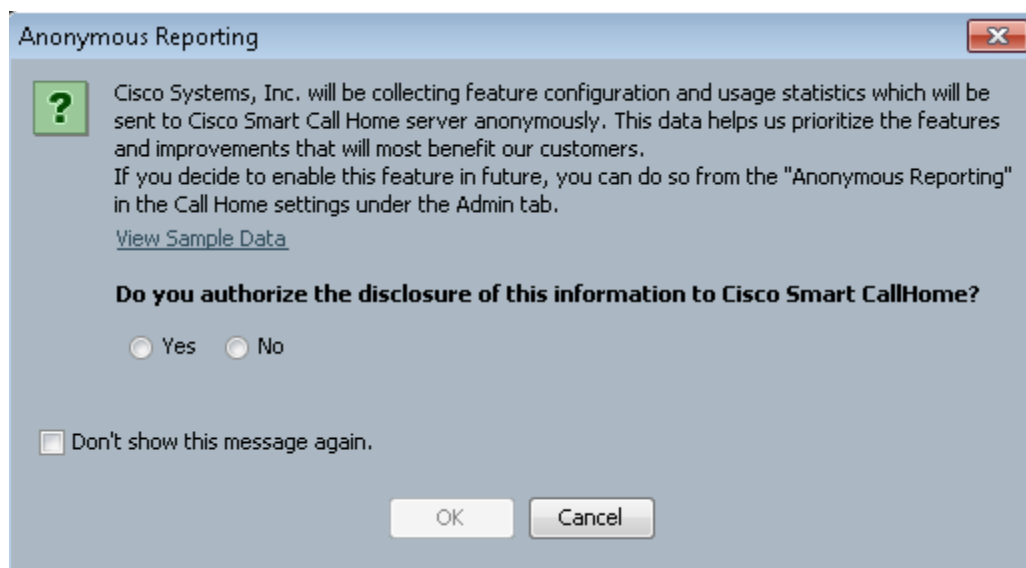 Anonymous Reporting
Cisco Systems, Inc. will be collecting feature configuration and usage statistics which will be
sent to Cisco Smart Call Home server anonymously. This data helps us prioritize the features
and improvements that will most benefit our customers.
If you decide to enable this feature in future, you can do so from the "Anonymous Reporting"
in the Call Home settings under the Admin tab.
View Sample Data
Do you authorize the disclosure of this information to Cisco Smart CallHome?
Yes No
Don't show this message again.
OK Cancel